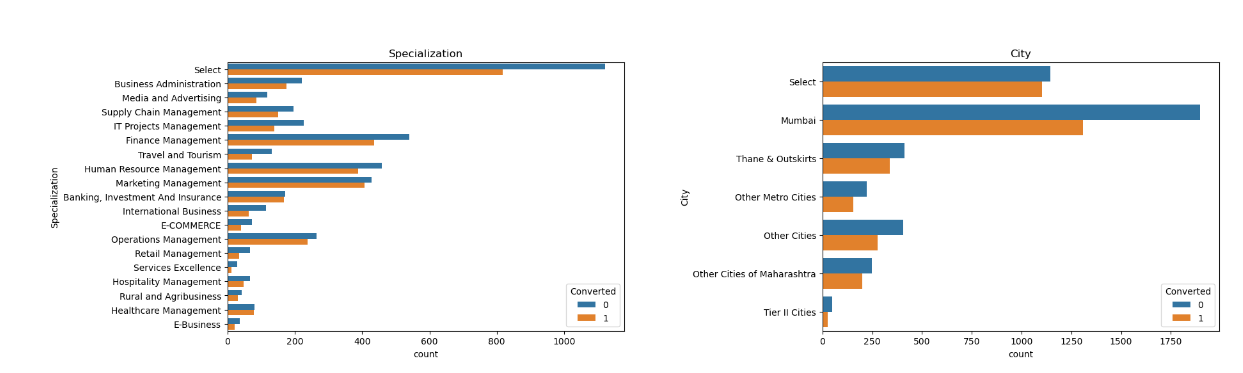 Specialization
Select
Business Administration
Media and Advertising
Supply Chain Management
IT Projects Management
Finance Management
Travel and Tourism
Human Resource Management
Marketing Management
Banking, Investment And Insurance
International Business
E-COMMERCE
Operations Management
Retail Management
Services Excellence
Hospitality Management
Rural and Agribusiness
Healthcare Management
E-Business
Specialization
0 200 400 600 800 1000
count
Converted
0
1
City
Select
Mumbai
Thane & Outskirts
Other Metro Cities
Other Cities
Other Cities of Maharashtra
Tier II Cities
City
0 250 500 750 1000 1250 1500 1750
count
Converted
0
1